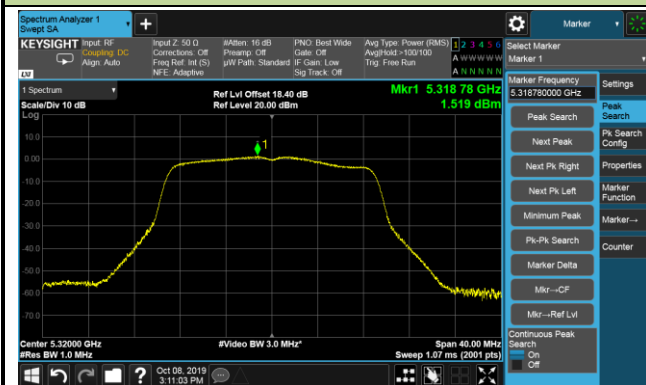 Spectrum Analyzer 1
Swept SA
+
Marker
KEYSIGHT
Input: RF
Coupling: DC
Align: Auto
Input Z: 50 Ω
Corrections: Off
Freq Ref: Int (S)
NFE: Adaptive
#Atten: 16 dB
Preamp: Off
µW Path: Standard
PNO: Best Wide
Gate: Off
IF Gain: Low
Sig Track: Off
Avg Type: Power (RMS)
Avg|Hold:>100/100
Trig: Free Run
1 2 3 4 5 6
A W W W W W
A N N N N N
Select Marker
Marker 1
LXI
1 Spectrum
Scale/Div 10 dB
Log
Ref Lvl Offset 18.40 dB
Ref Level 20.00 dBm
Mkr1 5.318 78 GHz
1.519 dBm
10.0
0.00
-10.0
-20.0
-30.0
-40.0
-50.0
-60.0
-70.0
1
Center 5.32000 GHz
#Res BW 1.0 MHz
#Video BW 3.0 MHz*
Span 40.00 MHz
Sweep 1.07 ms (2001 pts)
Marker Frequency
5.318780000 GHz
Peak Search
Next Peak
Next Pk Right
Next Pk Left
Minimum Peak
Pk-Pk Search
Marker Delta
Mkr→CF
Mkr→Ref Lvl
Continuous Peak
Search
On
Off
Settings
Peak
Search
Pk Search
Config
Properties
Marker
Function
Marker→
Counter
?
Oct 08, 2019
3:11:03 PM